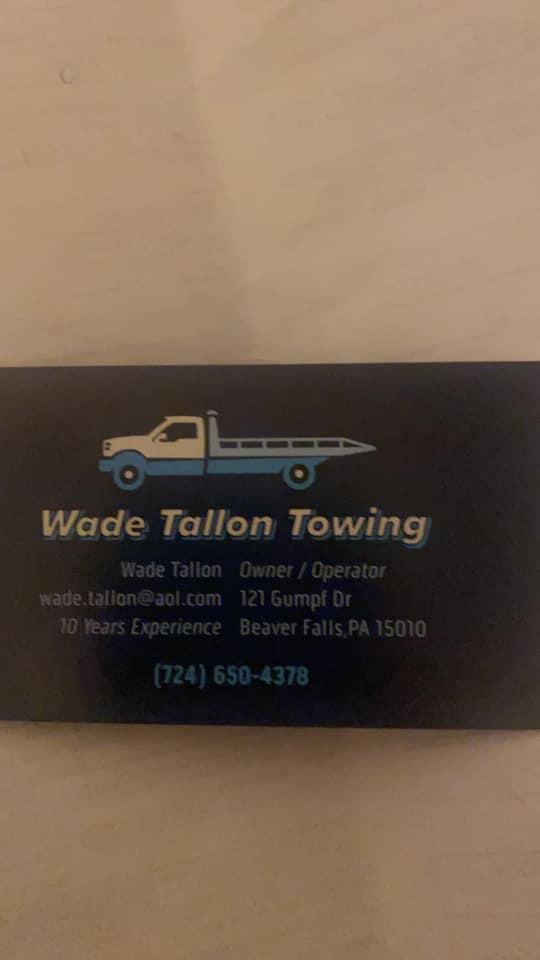 Wade Tallon Towing
Wade Tallon Owner / Operator
wade.tallon@aol.com 121 Gumpf Dr
10 Years Experience Beaver Falls,PA 15010
(724) 650-4378